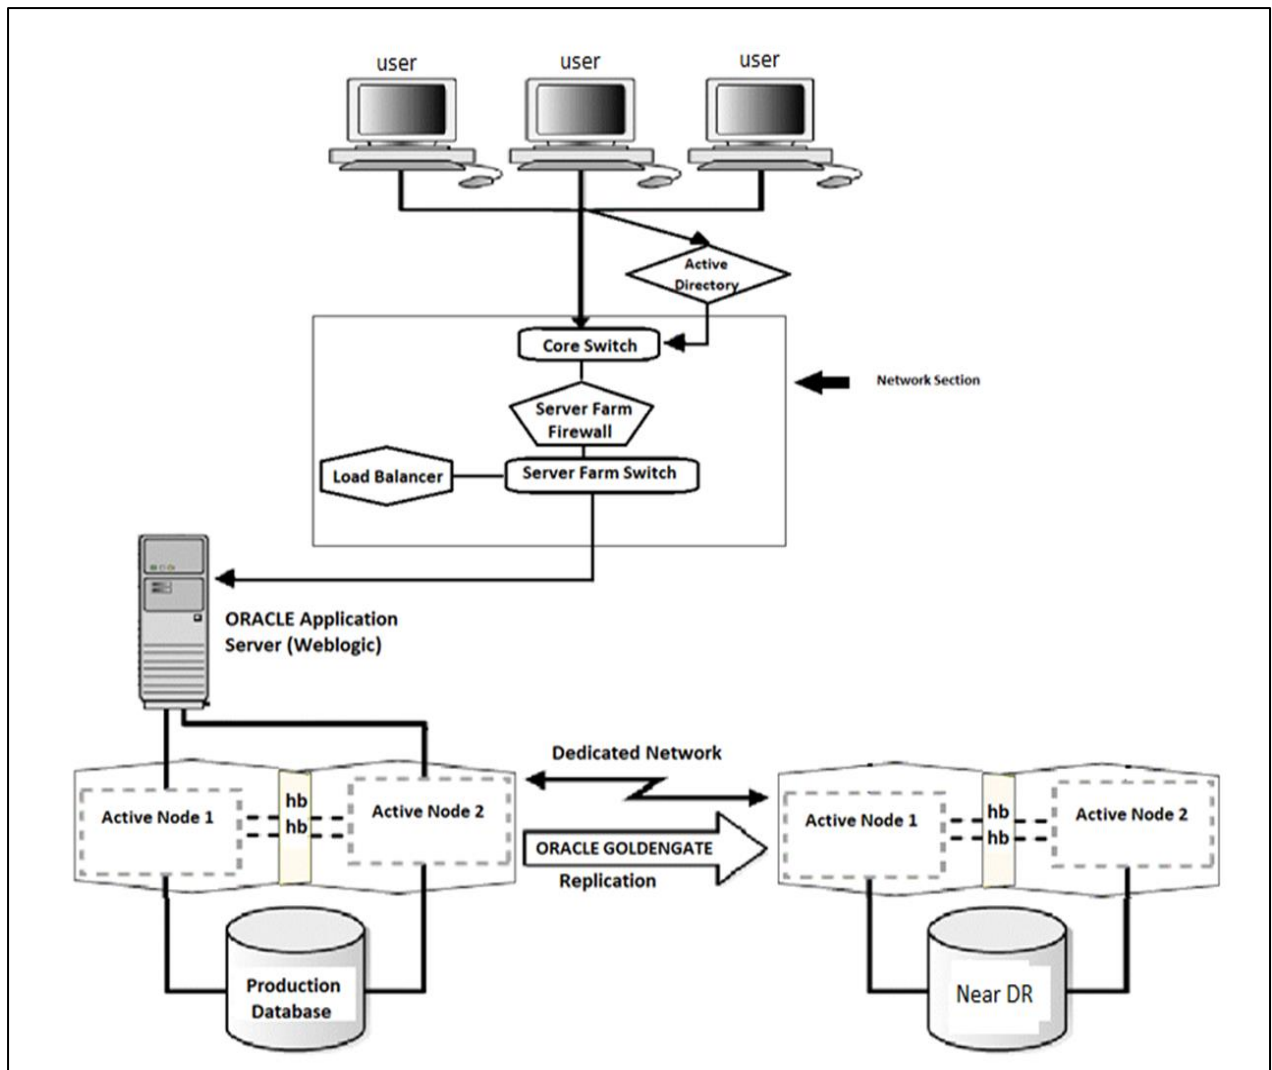 user
user
user
Active
Directory
Core Switch
Network Section
Server Farm
Firewall
Load Balancer
Server Farm Switch
ORACLE Application
Server (Weblogic)
Dedicated Network
hb
hb
Active Node 1
Active Node 2
ORACLE GOLDENGATE
Replication
Active Node 1
hb
hb
Active Node 2
Production
Database
Near DR